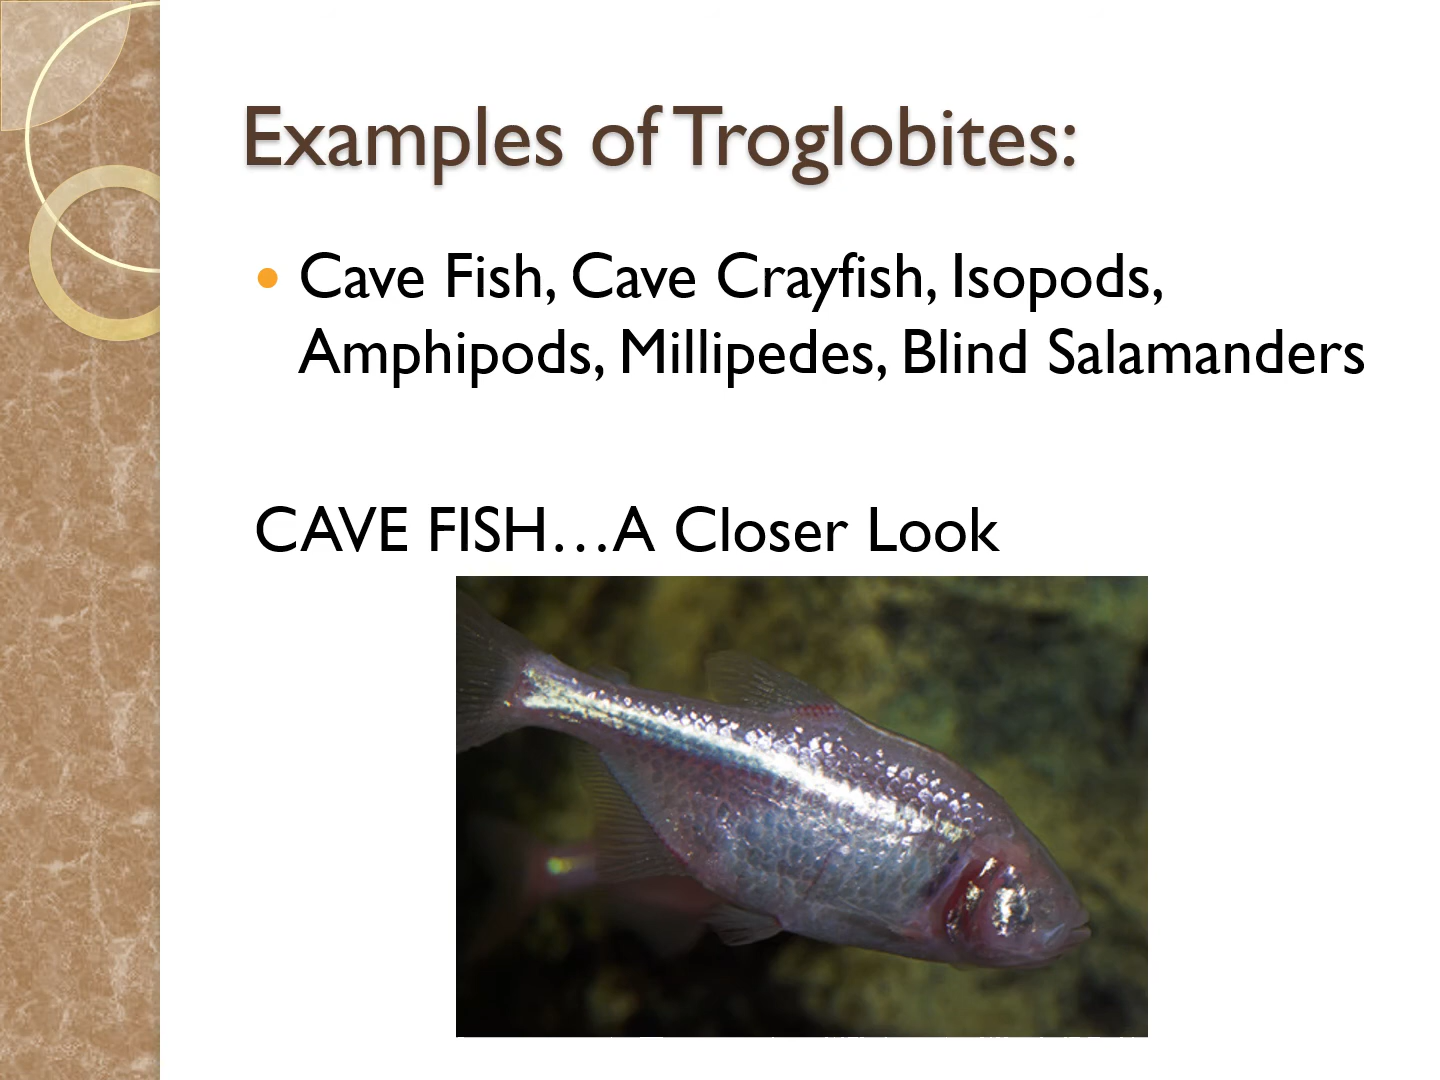 Examples of Troglobites:
Cave Fish, Cave Crayfish, Isopods,
Amphipods, Millipedes, Blind Salamanders
CAVE FISH…A Closer Look